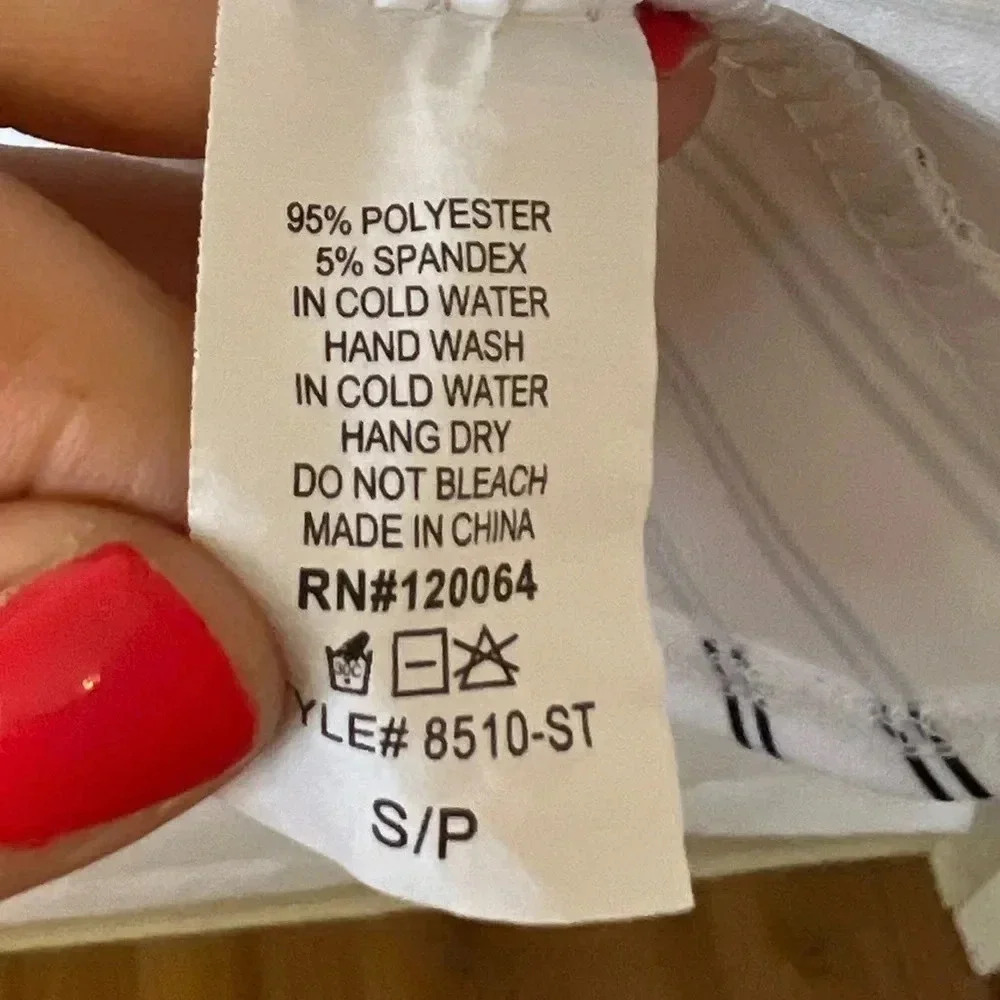 95% POLYESTER
5% SPANDEX
IN COLD WATER
HAND WASH
IN COLD WATER
HANG DRY
DO NOT BLEACH
MADE IN CHINA
RN#120064
30C
YLE# 8510-ST
S/P